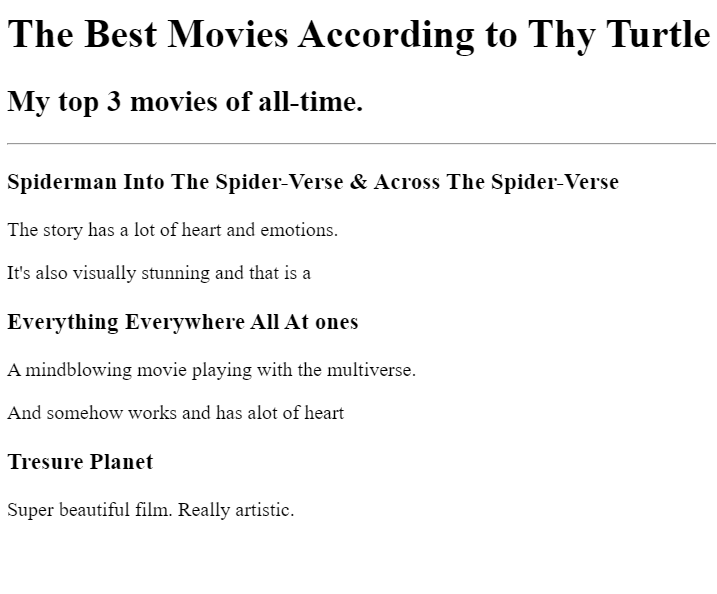 The Best Movies According to Thy Turtle
My top 3 movies of all-time.
Spiderman Into The Spider-Verse & Across The Spider-Verse
The story has a lot of heart and emotions.
It's also visually stunning and that is a
Everything Everywhere All At ones
A mindblowing movie playing with the multiverse.
And somehow works and has alot of heart
Tresure Planet
Super beautiful film. Really artistic.